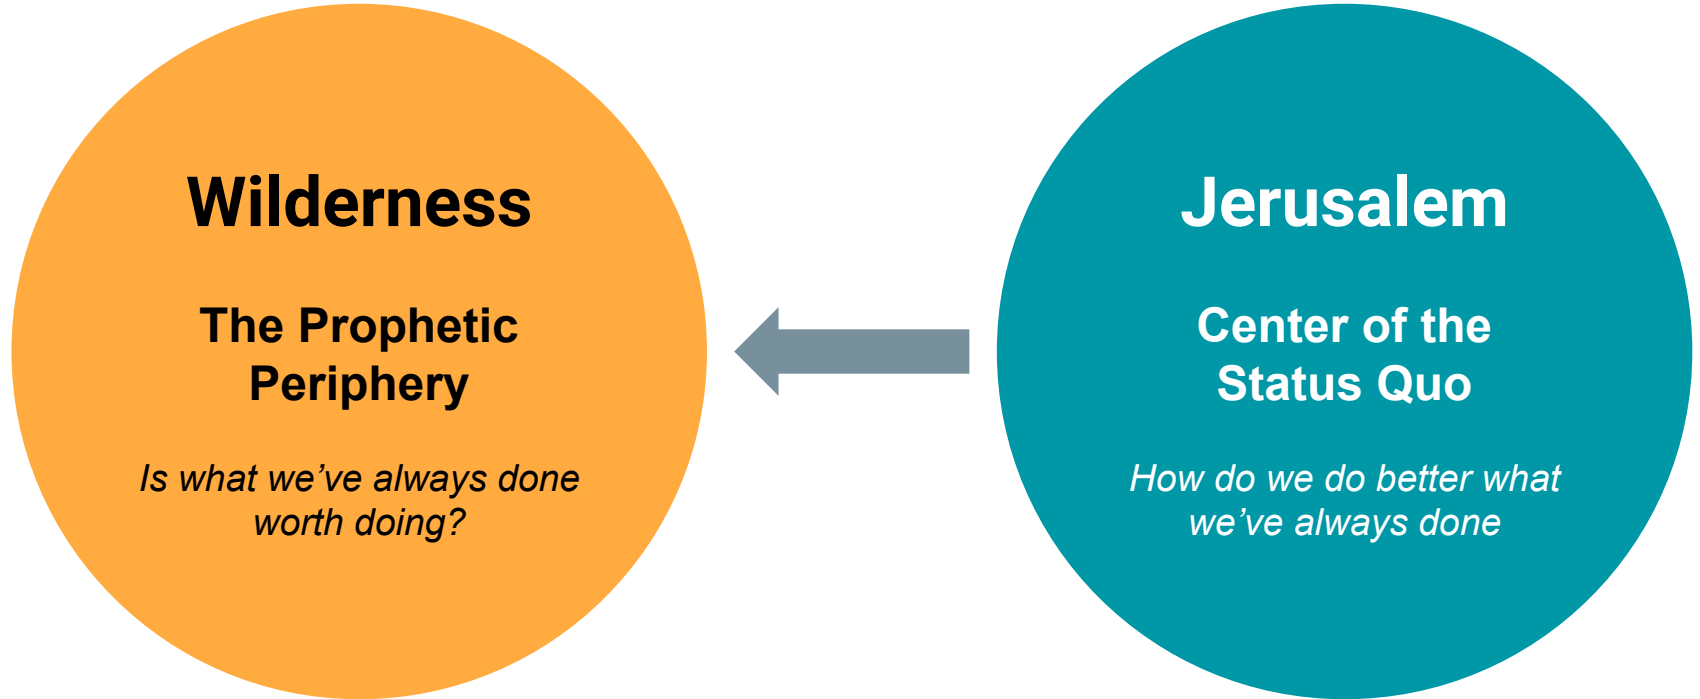 Wilderness
The Prophetic
Periphery
Is what we’ve always done
worth doing?
Jerusalem
Center of the
Status Quo
How do we do better what
we’ve always done